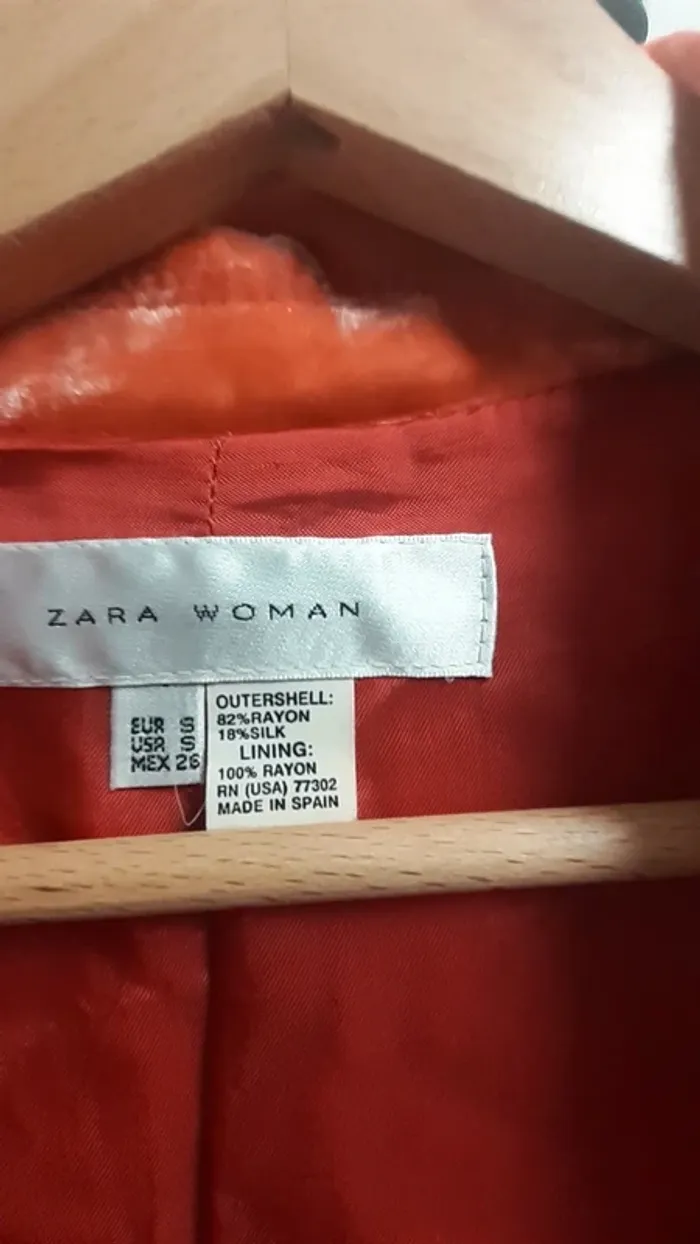 ZARA WOMAN
EUR S
USA S
MEX 26
OUTERSHELL:
82%RAYON
18%SILK
LINING:
100% RAYON
RN (USA) 77302
MADE IN SPAIN